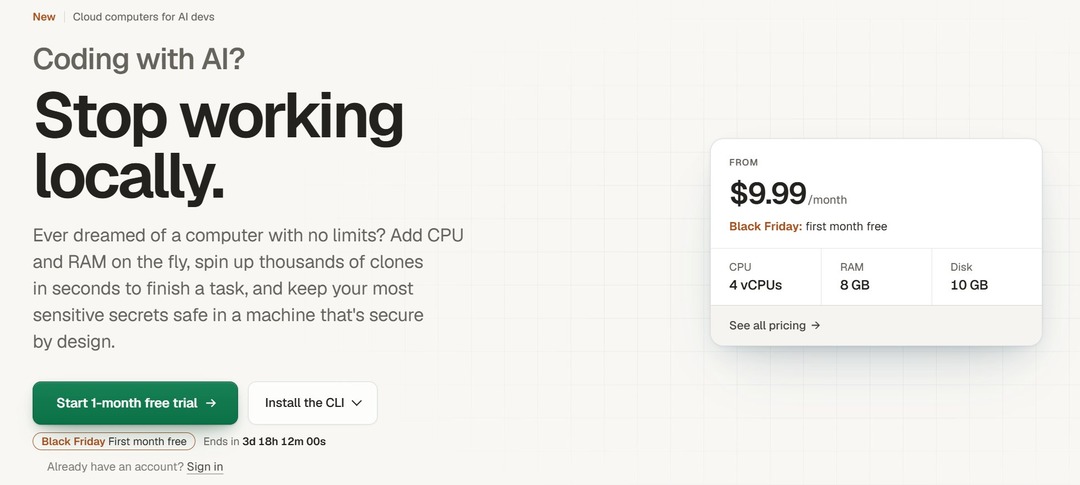 New Cloud computers for AI devs
Coding with AI?
Stop working
locally.
Ever dreamed of a computer with no limits? Add CPU
and RAM on the fly, spin up thousands of clones
in seconds to finish a task, and keep your most
sensitive secrets safe in a machine that's secure
by design.
Start 1-month free trial →
Install the CLI
Black Friday First month free Ends in 3d 18h 12m 00s
Already have an account? Sign in
FROM
$9.99/month
Black Friday: first month free
CPU RAM Disk
4 vCPUs 8 GB 10 GB
See all pricing →